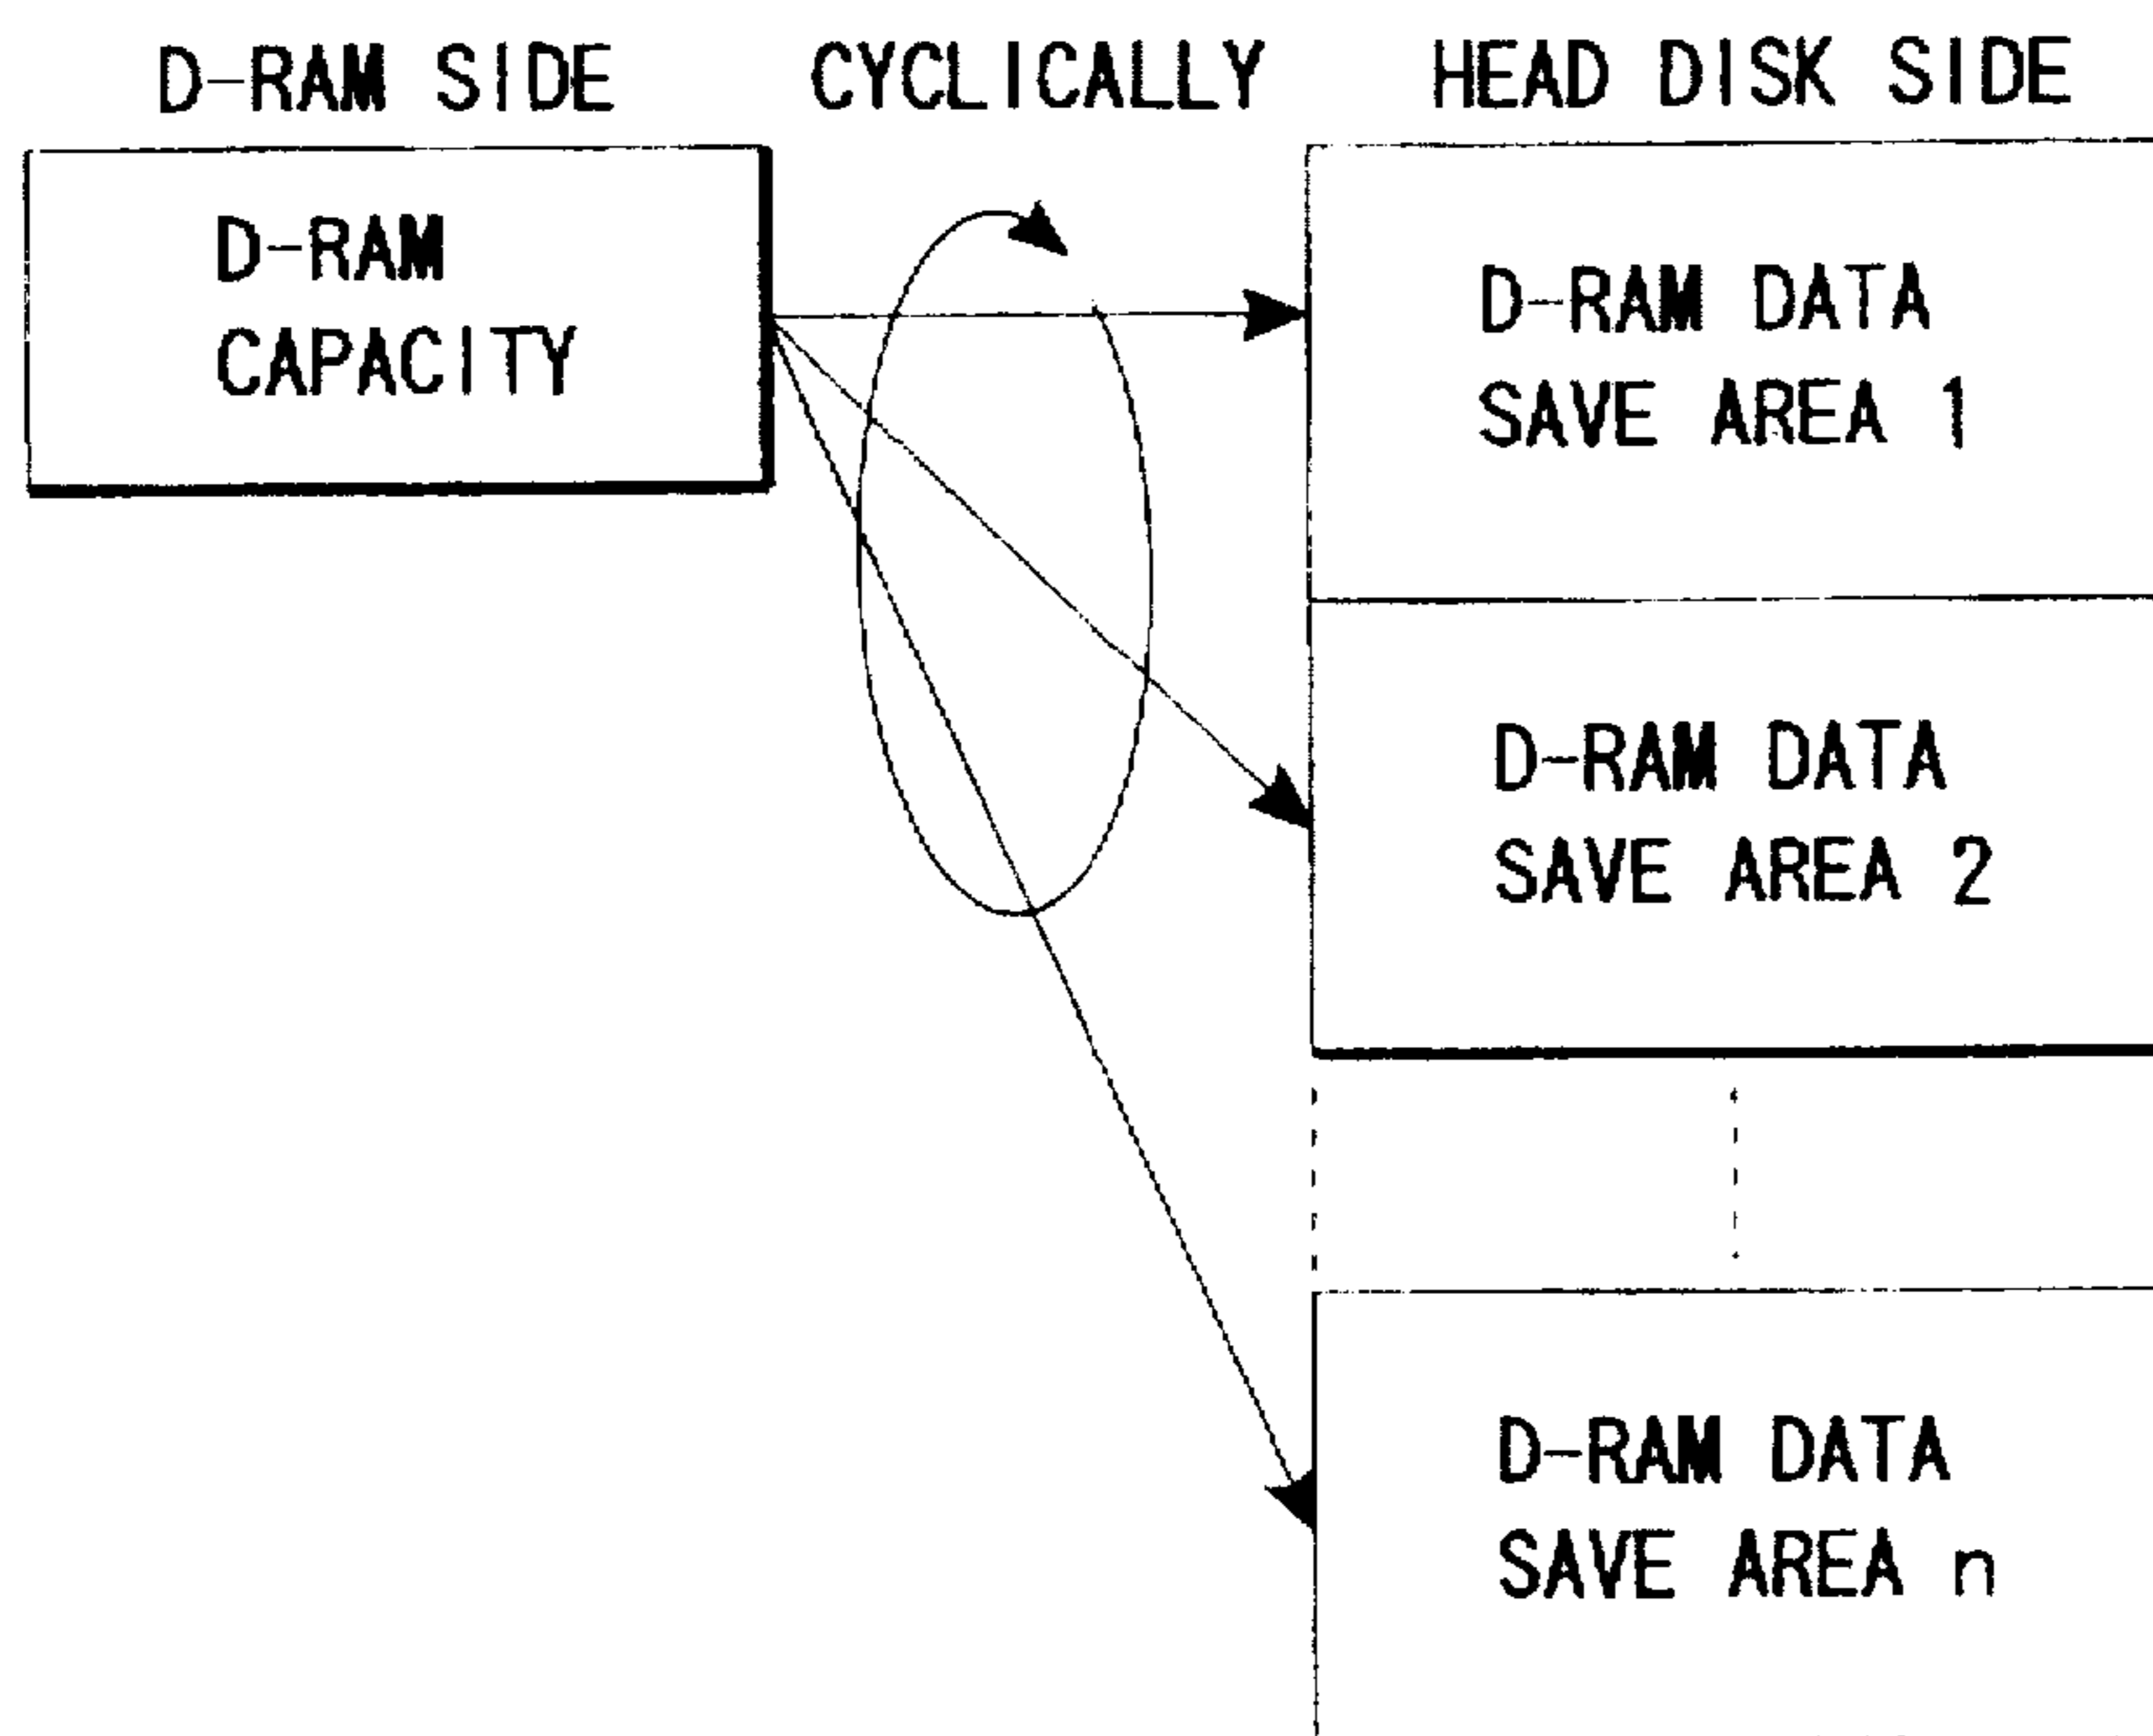 D-RAM SIDE
CYCLICALLY
HEAD DISK SIDE
D-RAM
CAPACITY
D-RAM DATA
SAVE AREA 1
D-RAM DATA
SAVE AREA 2
D-RAM DATA
SAVE AREA n